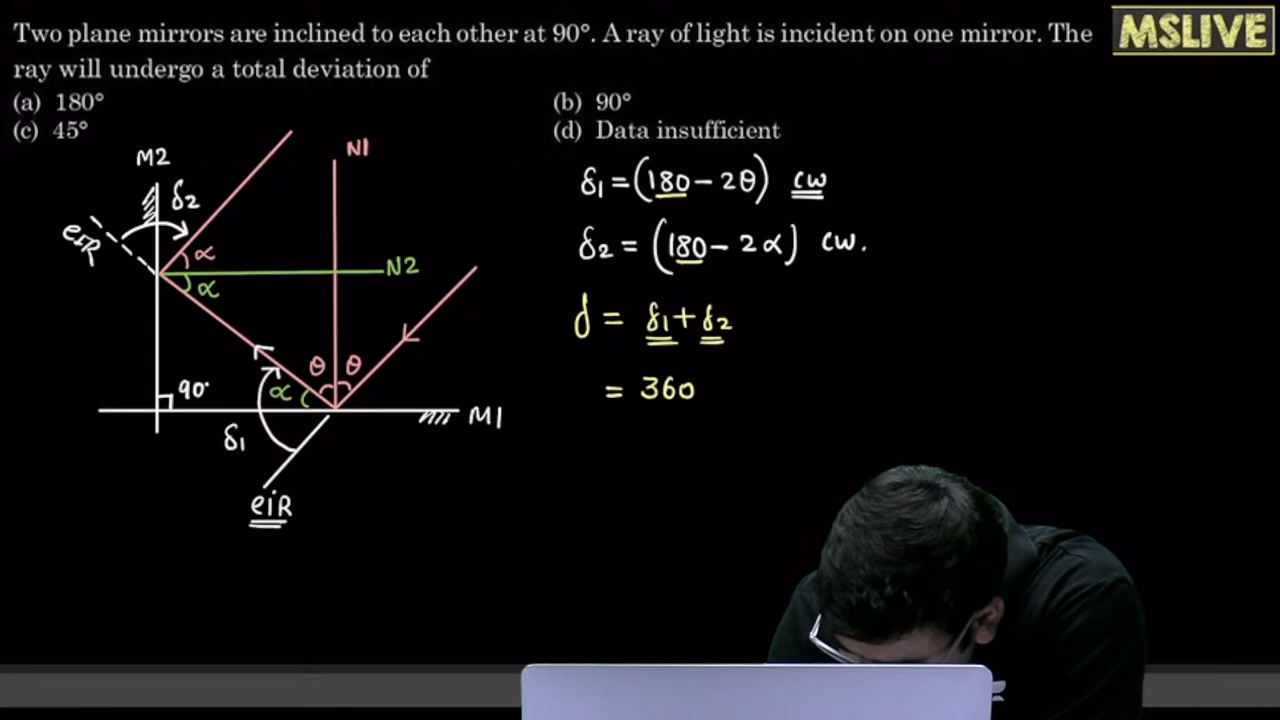 Two plane mirrors are inclined to each other at 90°. A ray of light is incident on one mirror. The
ray will undergo a total deviation of
MSLIVE
(a) 180°
(b) 90°
(c) 45°
(d) Data insufficient
M2
N1
δ2
eiR
α
N2
α
θ θ
α
90°
δ1
M1
eiR
δ1 = (180 - 2θ) cw
δ2 = (180 - 2α) cw.
δ = δ1 + δ2
= 360